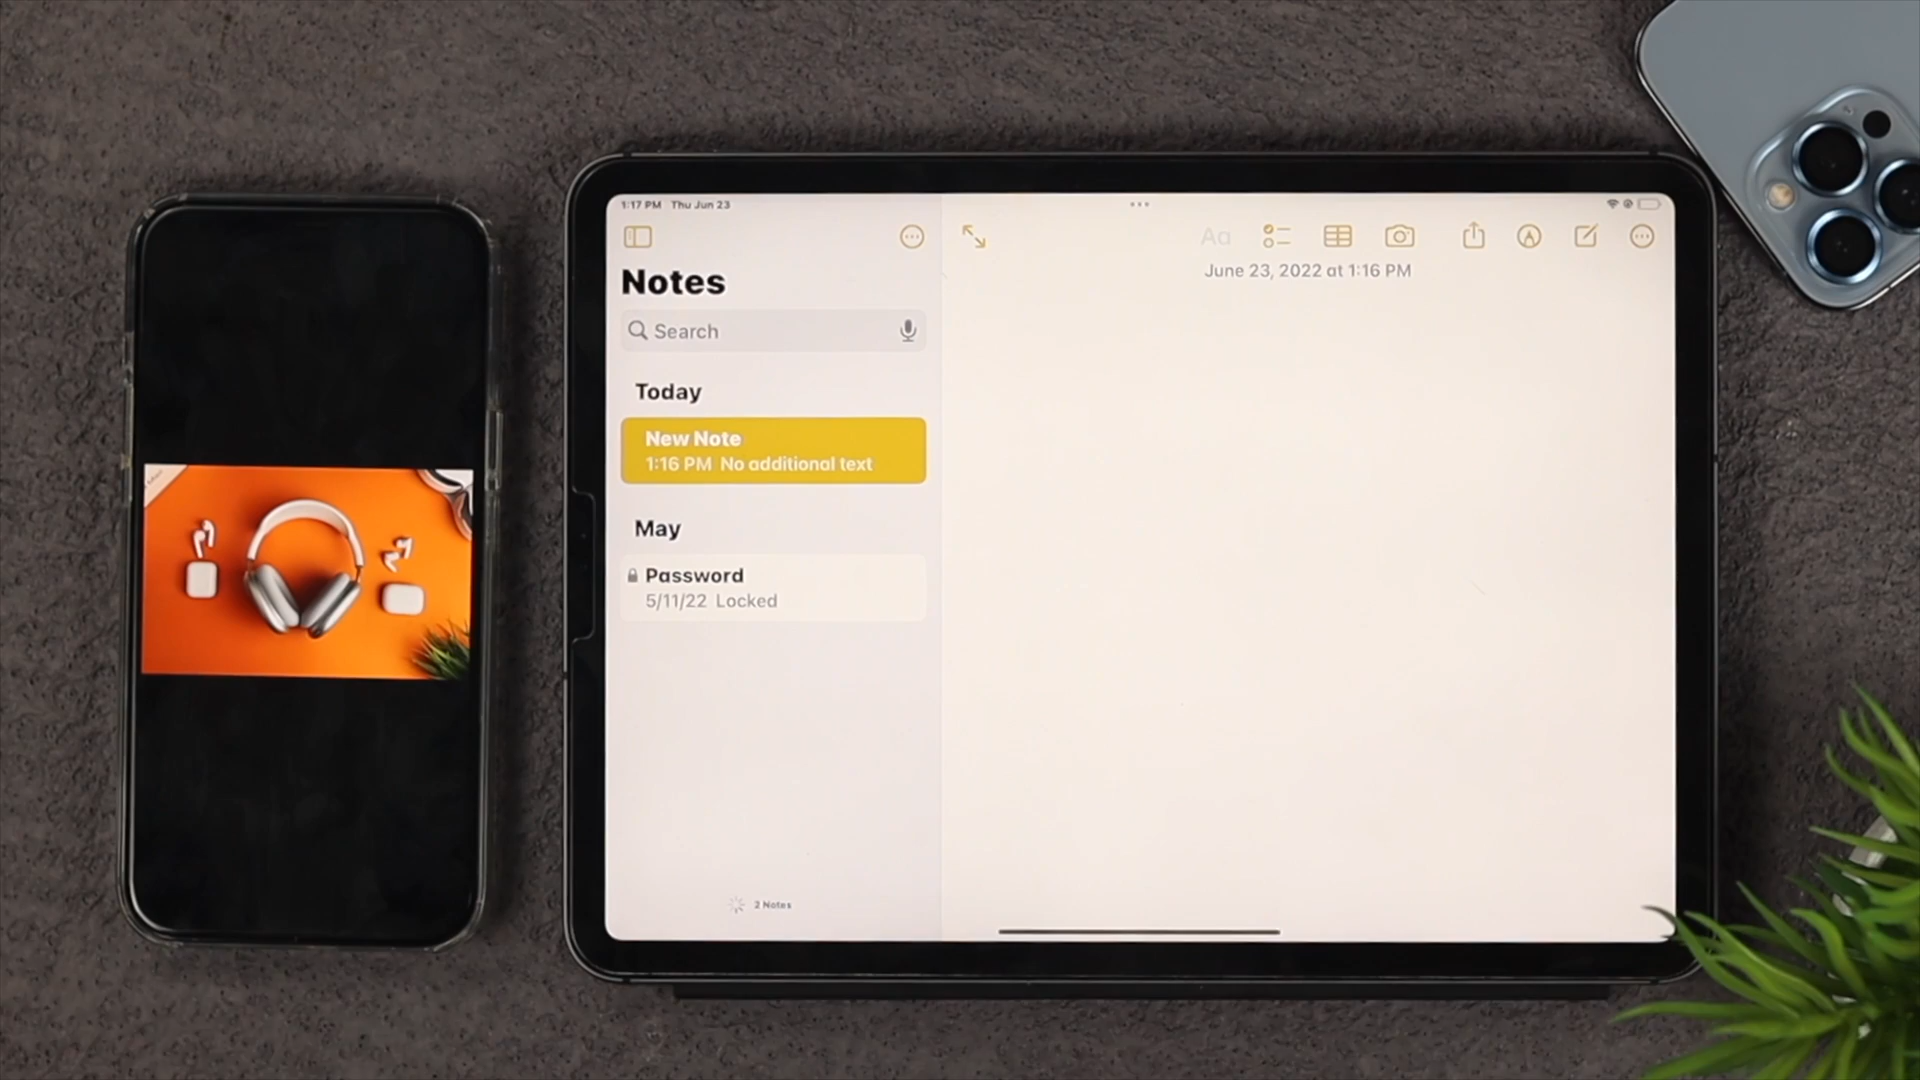 1:17 PM Thu Jun 23
Notes
Search
Today
New Note
1:16 PM No additional text
May
Password
5/11/22 Locked
2 Notes
Aa
June 23, 2022 at 1:16 PM